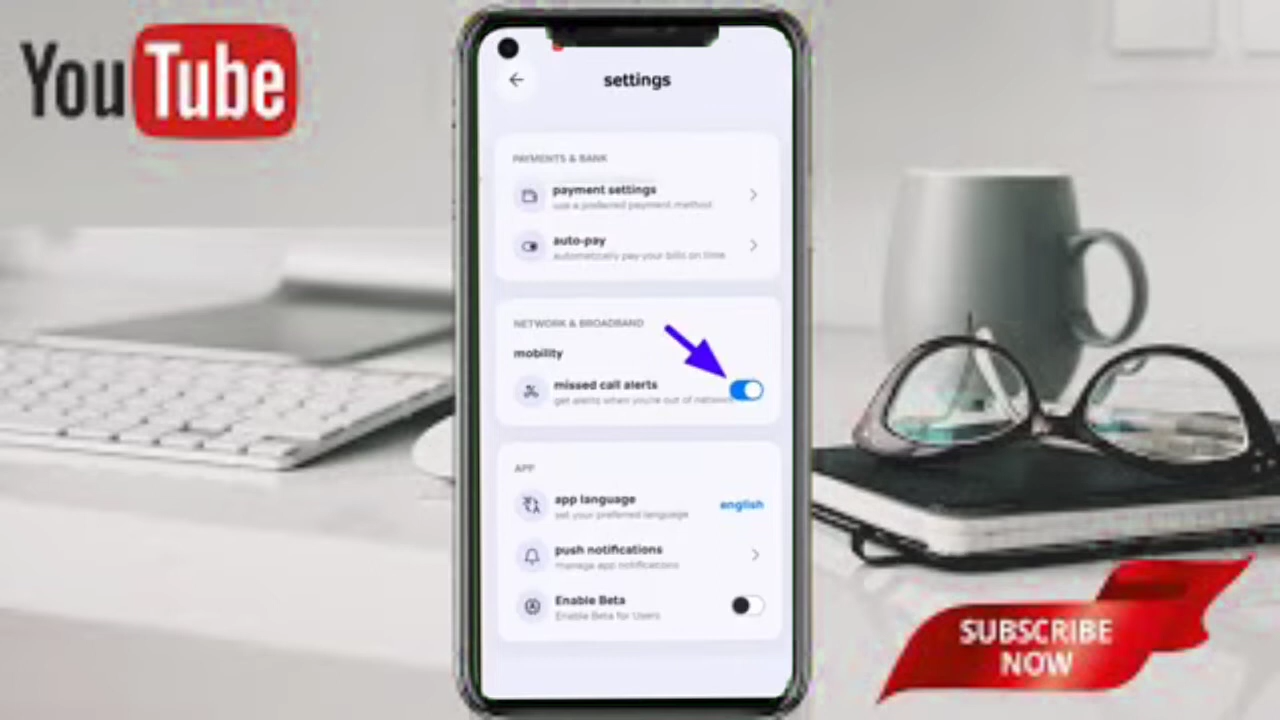 YouTube
settings
PAYMENTS & BANK
payment settings
use a preferred payment method
auto-pay
automatically pay your bills on time
NETWORK & BROADBAND
mobility
missed call alerts
get alerts when you're out of network
APP
app language
english
set your preferred language
push notifications
manage app notifications
Enable Beta
Enable Beta for Users
SUBSCRIBE
NOW